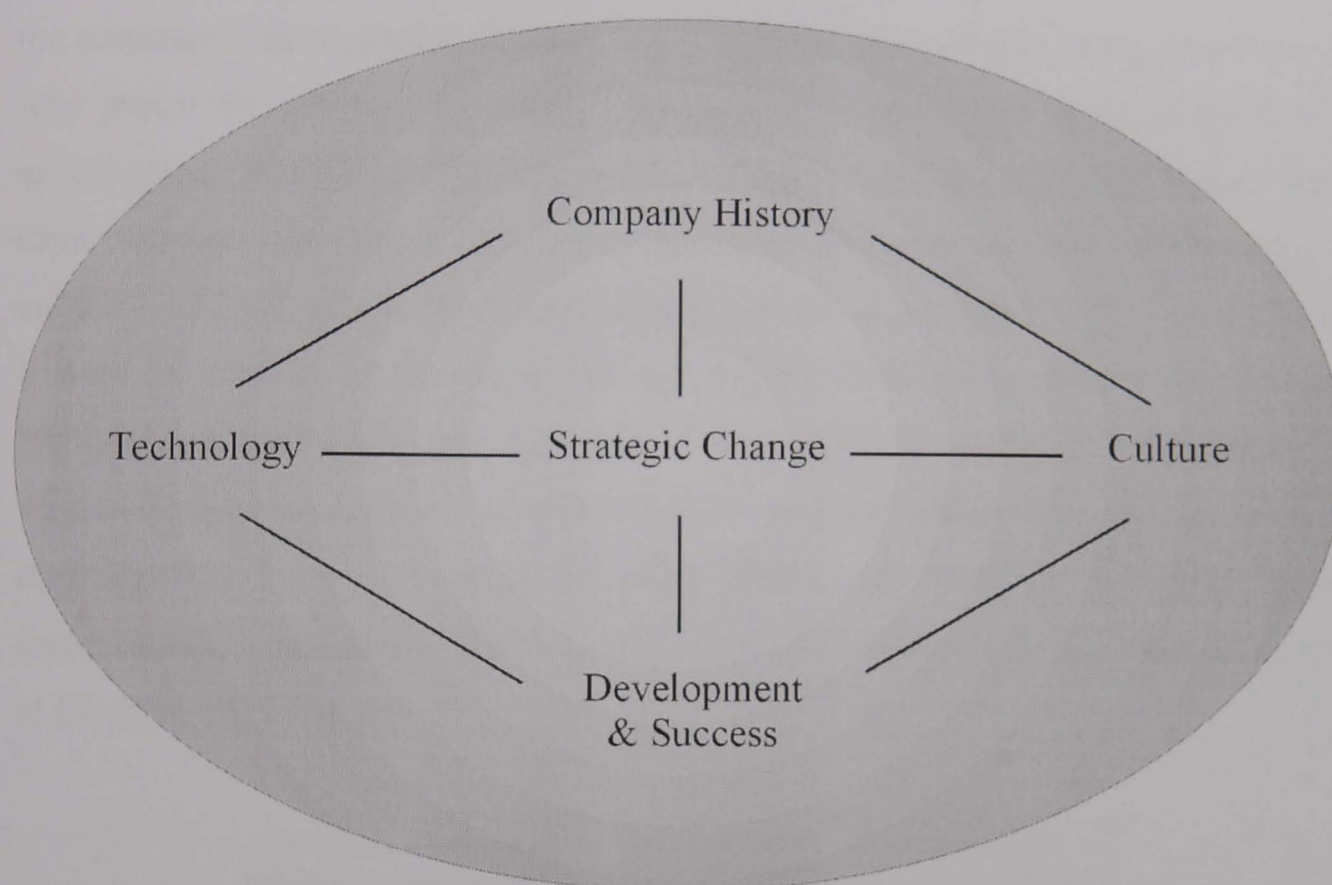 Company History
Technology Strategic Change Culture
Development
& Success